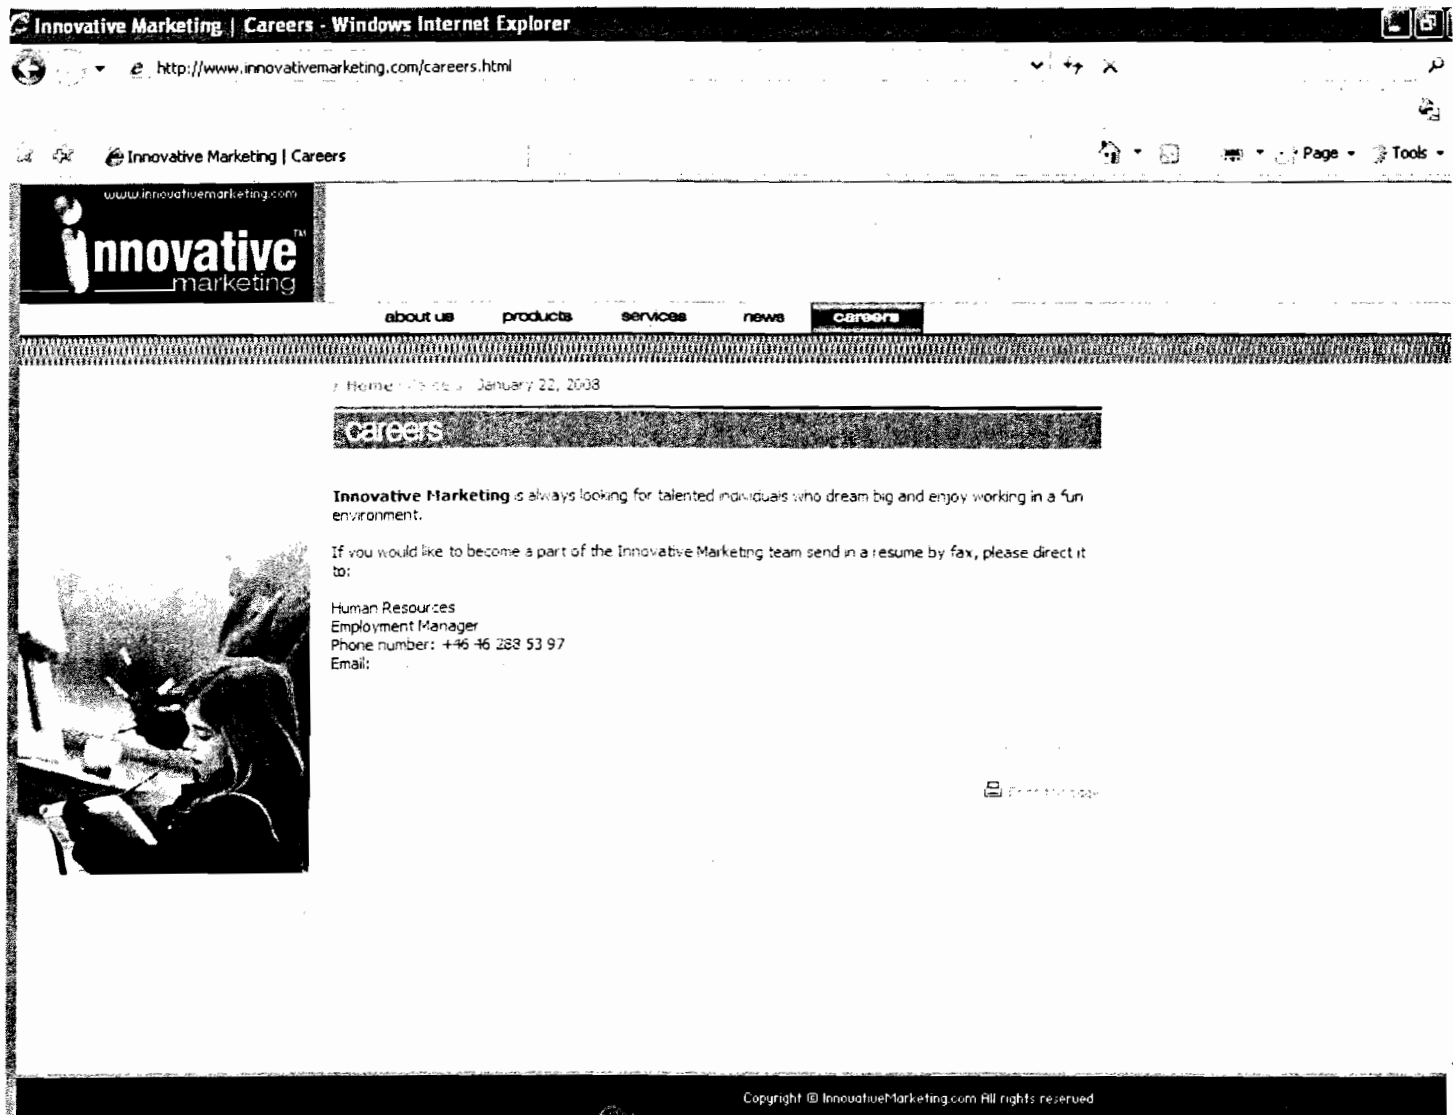 Innovative Marketing | Careers - Windows Internet Explorer
http://www.innovativemarketing.com/careers.html
Innovative Marketing | Careers
Page
Tools
www.innovativemarketing.com
innovative™
marketing
about us products services news careers
Home January 22, 2008
careers
Innovative Marketing is always looking for talented individuals who dream big and enjoy working in a fun
environment.
If you would like to become a part of the Innovative Marketing team send in a resume by fax, please direct it
to:
Human Resources
Employment Manager
Phone number: +46 46 288 53 97
Email:
Print this page
Copyright © InnovativeMarketing.com All rights reserved